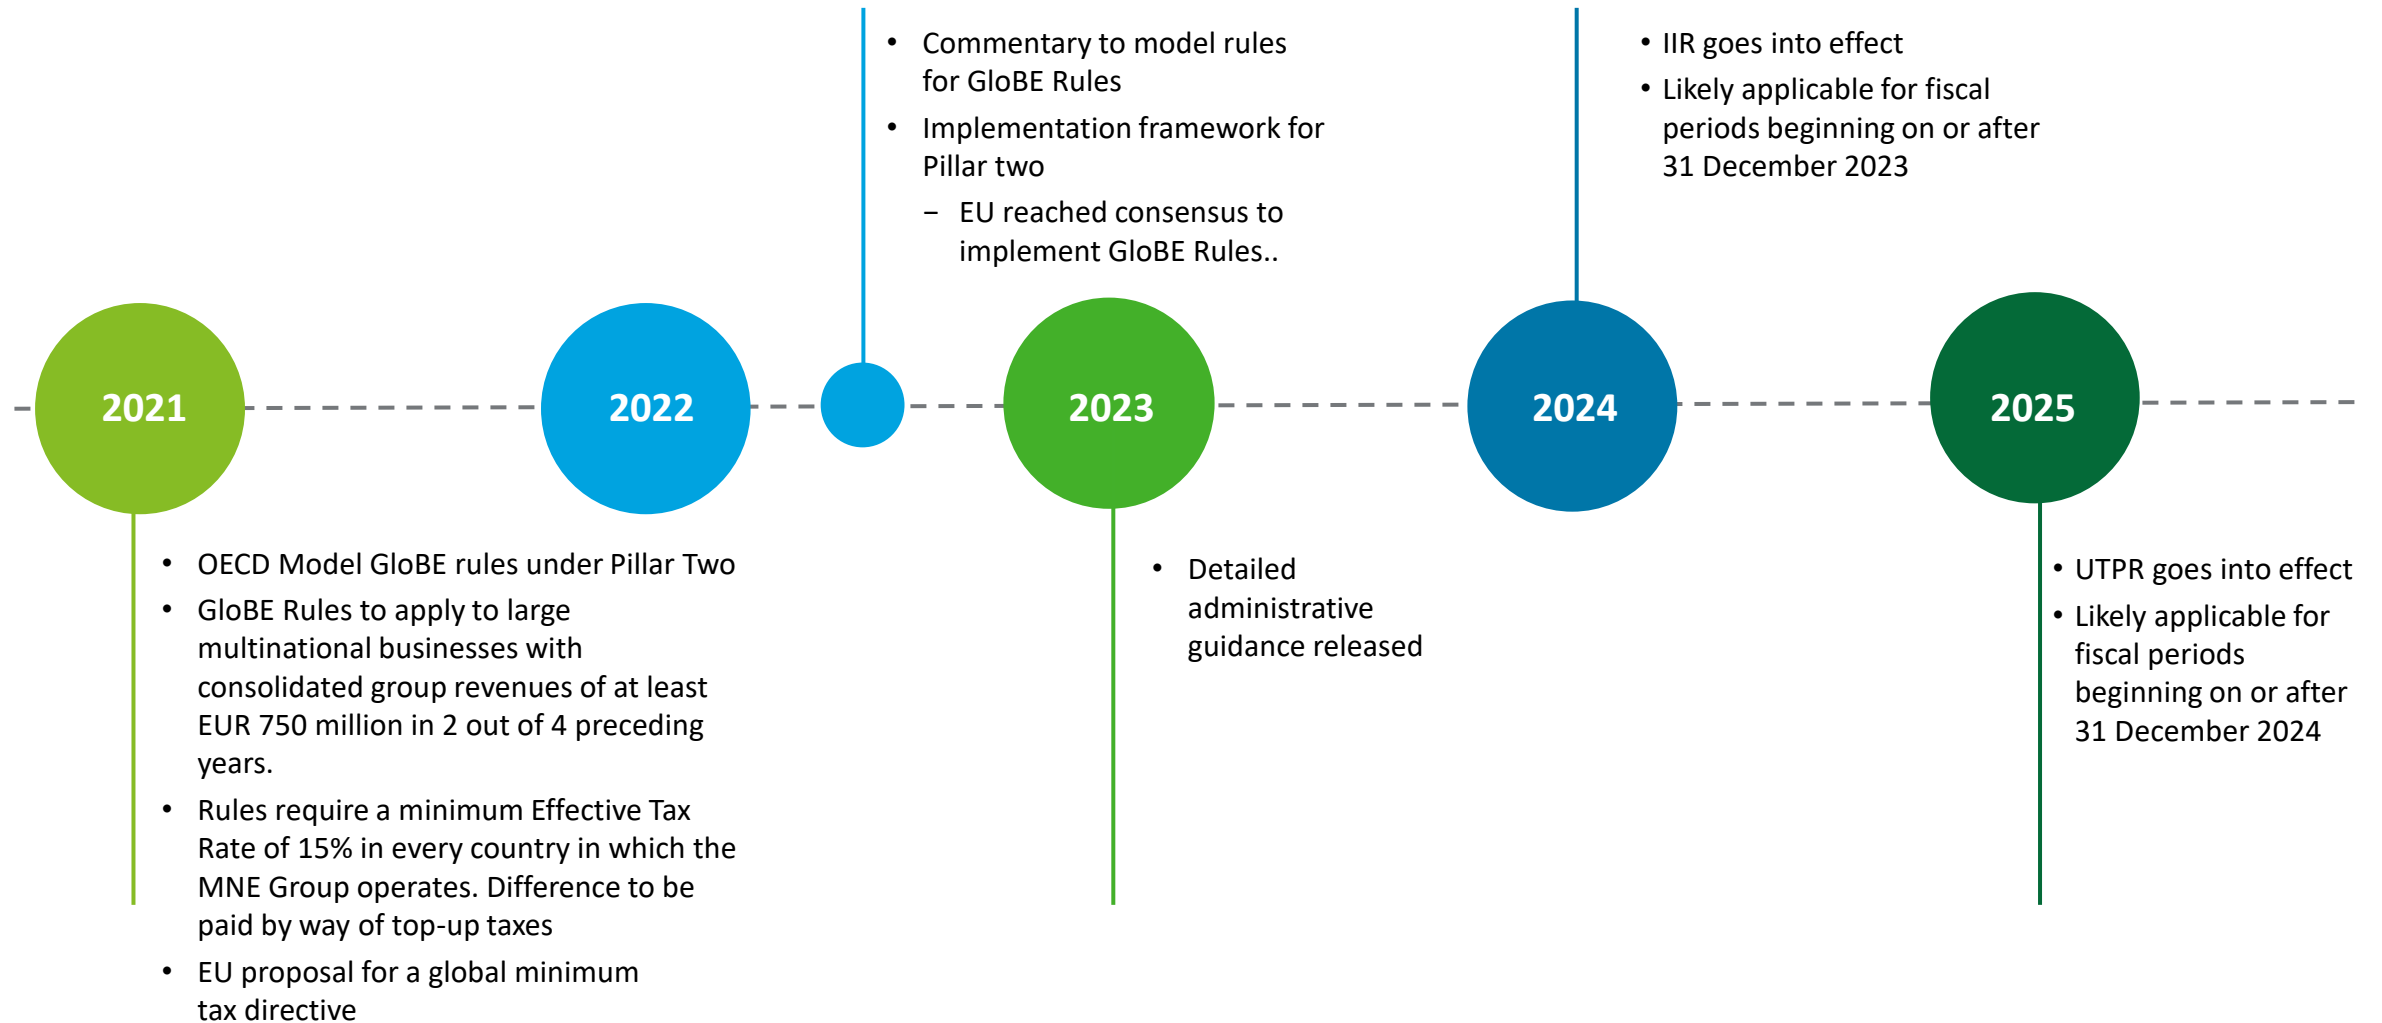 2021
• OECD Model GloBE rules under Pillar Two
• GloBE Rules to apply to large
multinational businesses with
consolidated group revenues of at least
EUR 750 million in 2 out of 4 preceding
years.
• Rules require a minimum Effective Tax
Rate of 15% in every country in which the
MNE Group operates. Difference to be
paid by way of top-up taxes
• EU proposal for a global minimum
tax directive
2022
• Commentary to model rules
for GloBE Rules
• Implementation framework for
Pillar two
− EU reached consensus to
implement GloBE Rules..
2023
• Detailed
administrative
guidance released
2024
• IIR goes into effect
• Likely applicable for fiscal
periods beginning on or after
31 December 2023
2025
• UTPR goes into effect
• Likely applicable for
fiscal periods
beginning on or after
31 December 2024